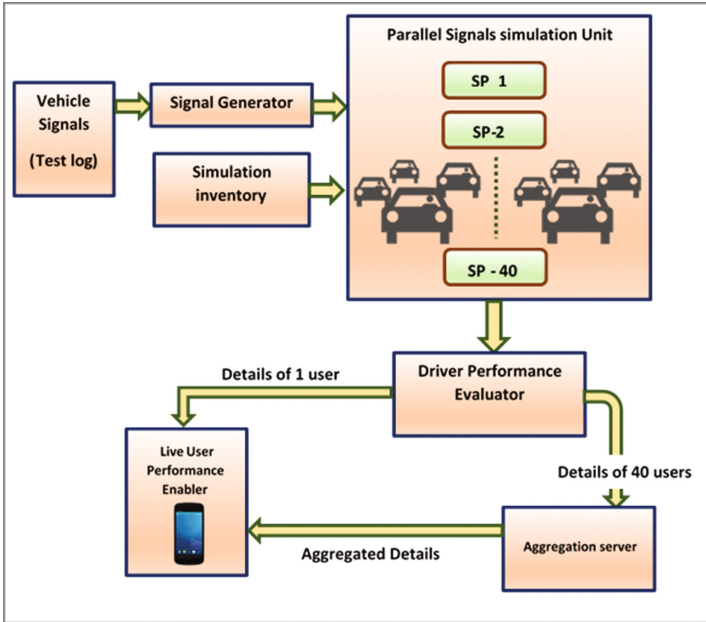 Parallel Signals simulation Unit
SP 1
SP-2
SP - 40
Vehicle
Signals
(Test log)
Signal Generator
Simulation
inventory
Driver Performance
Evaluator
Details of 1 user
Details of 40 users
Live User
Performance
Enabler
Aggregated Details
Aggregation server